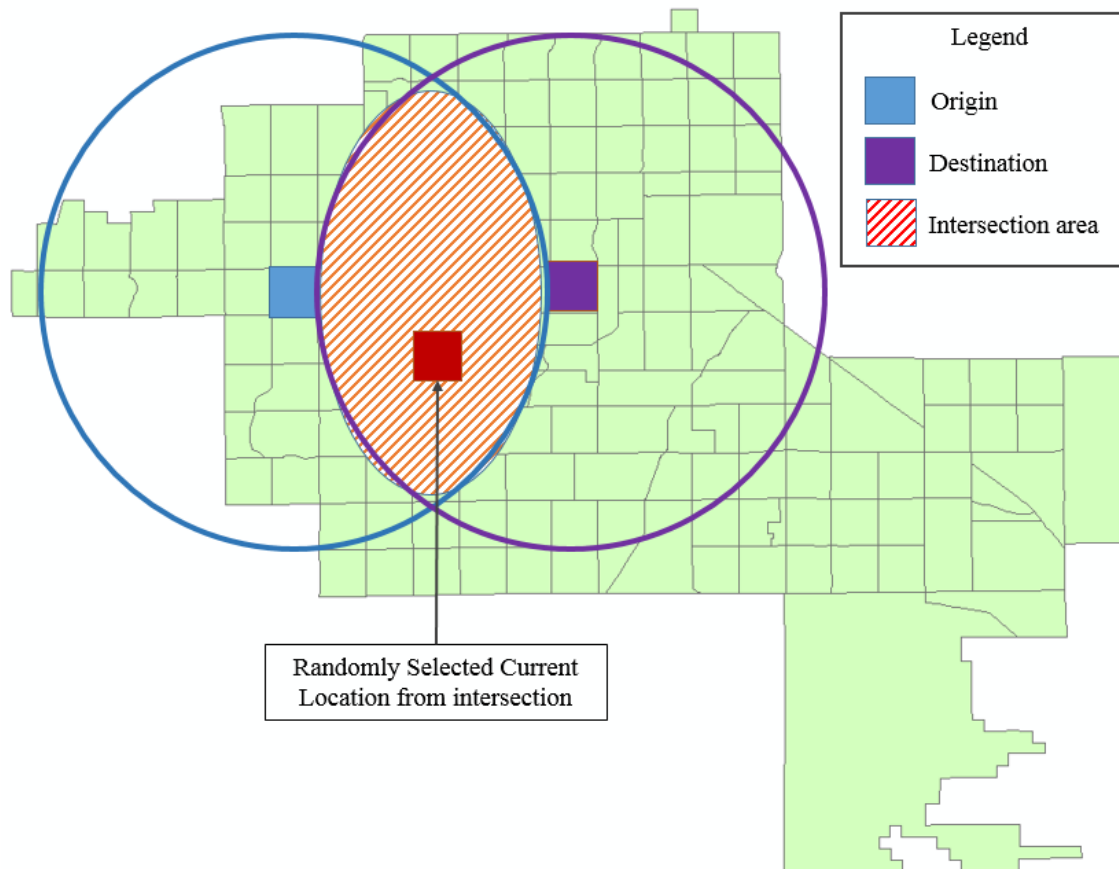 Legend
Origin
Destination
Intersection area
Randomly Selected Current
Location from intersection